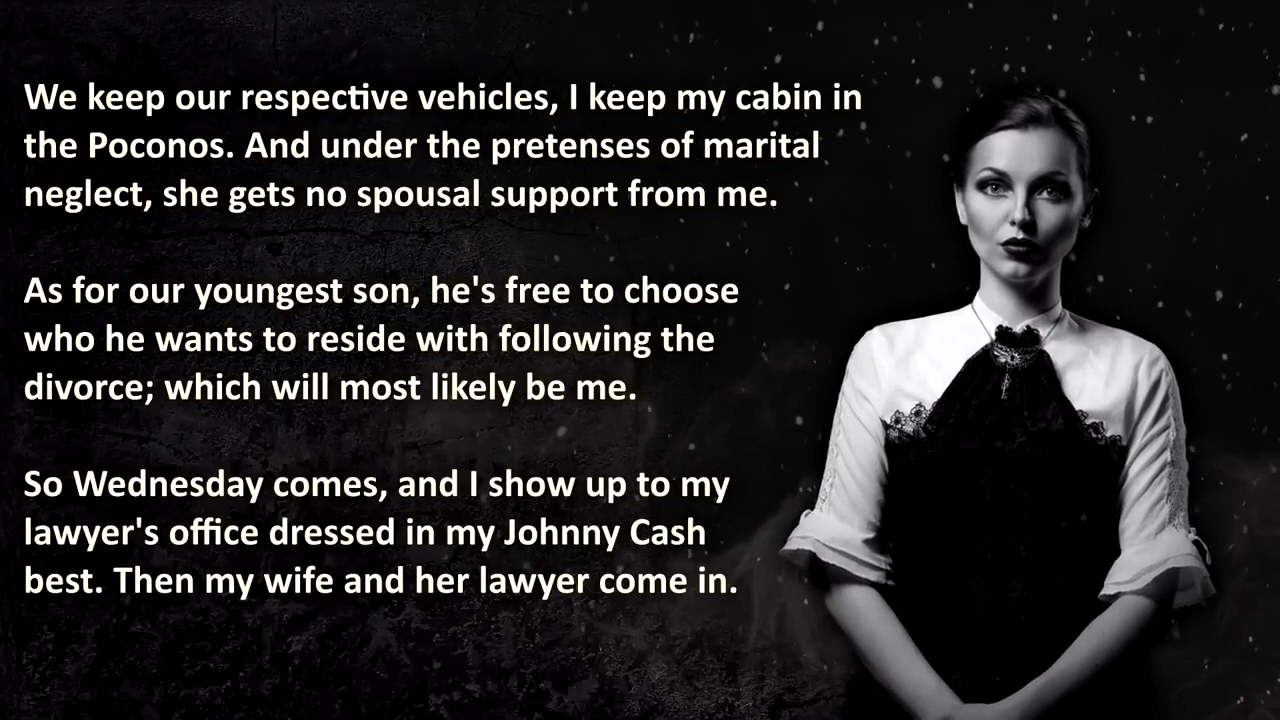 We keep our respective vehicles, I keep my cabin in
the Poconos. And under the pretenses of marital
neglect, she gets no spousal support from me.
As for our youngest son, he's free to choose
who he wants to reside with following the
divorce; which will most likely be me.
So Wednesday comes, and I show up to my
lawyer's office dressed in my Johnny Cash
best. Then my wife and her lawyer come in.